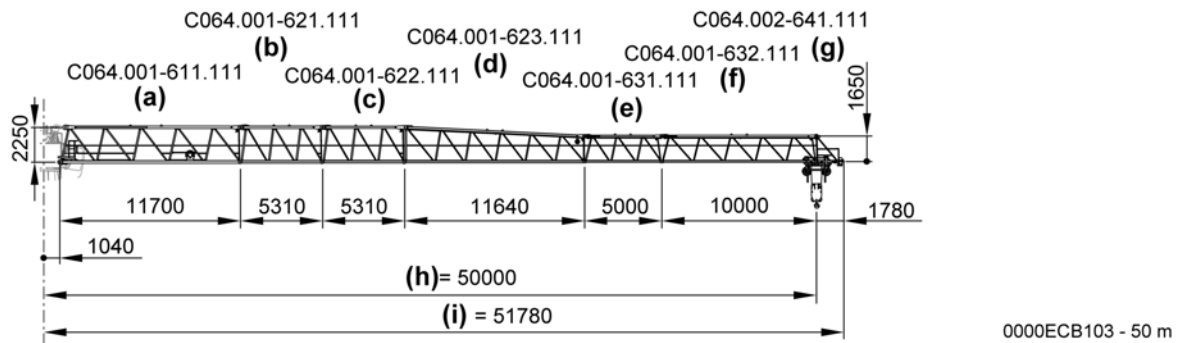 C064.001-621.111 C064.002-641.111
(b) C064.001-623.111 (g)
(d) C064.001-632.111
C064.001-611.111 C064.001-622.111 C064.001-631.111 (f)
(a) (c) (e)
2250 1650
11700 5310 5310 11640 5000 10000 1780
1040
(h)= 50000
(i) = 51780
0000ECB103 - 50 m